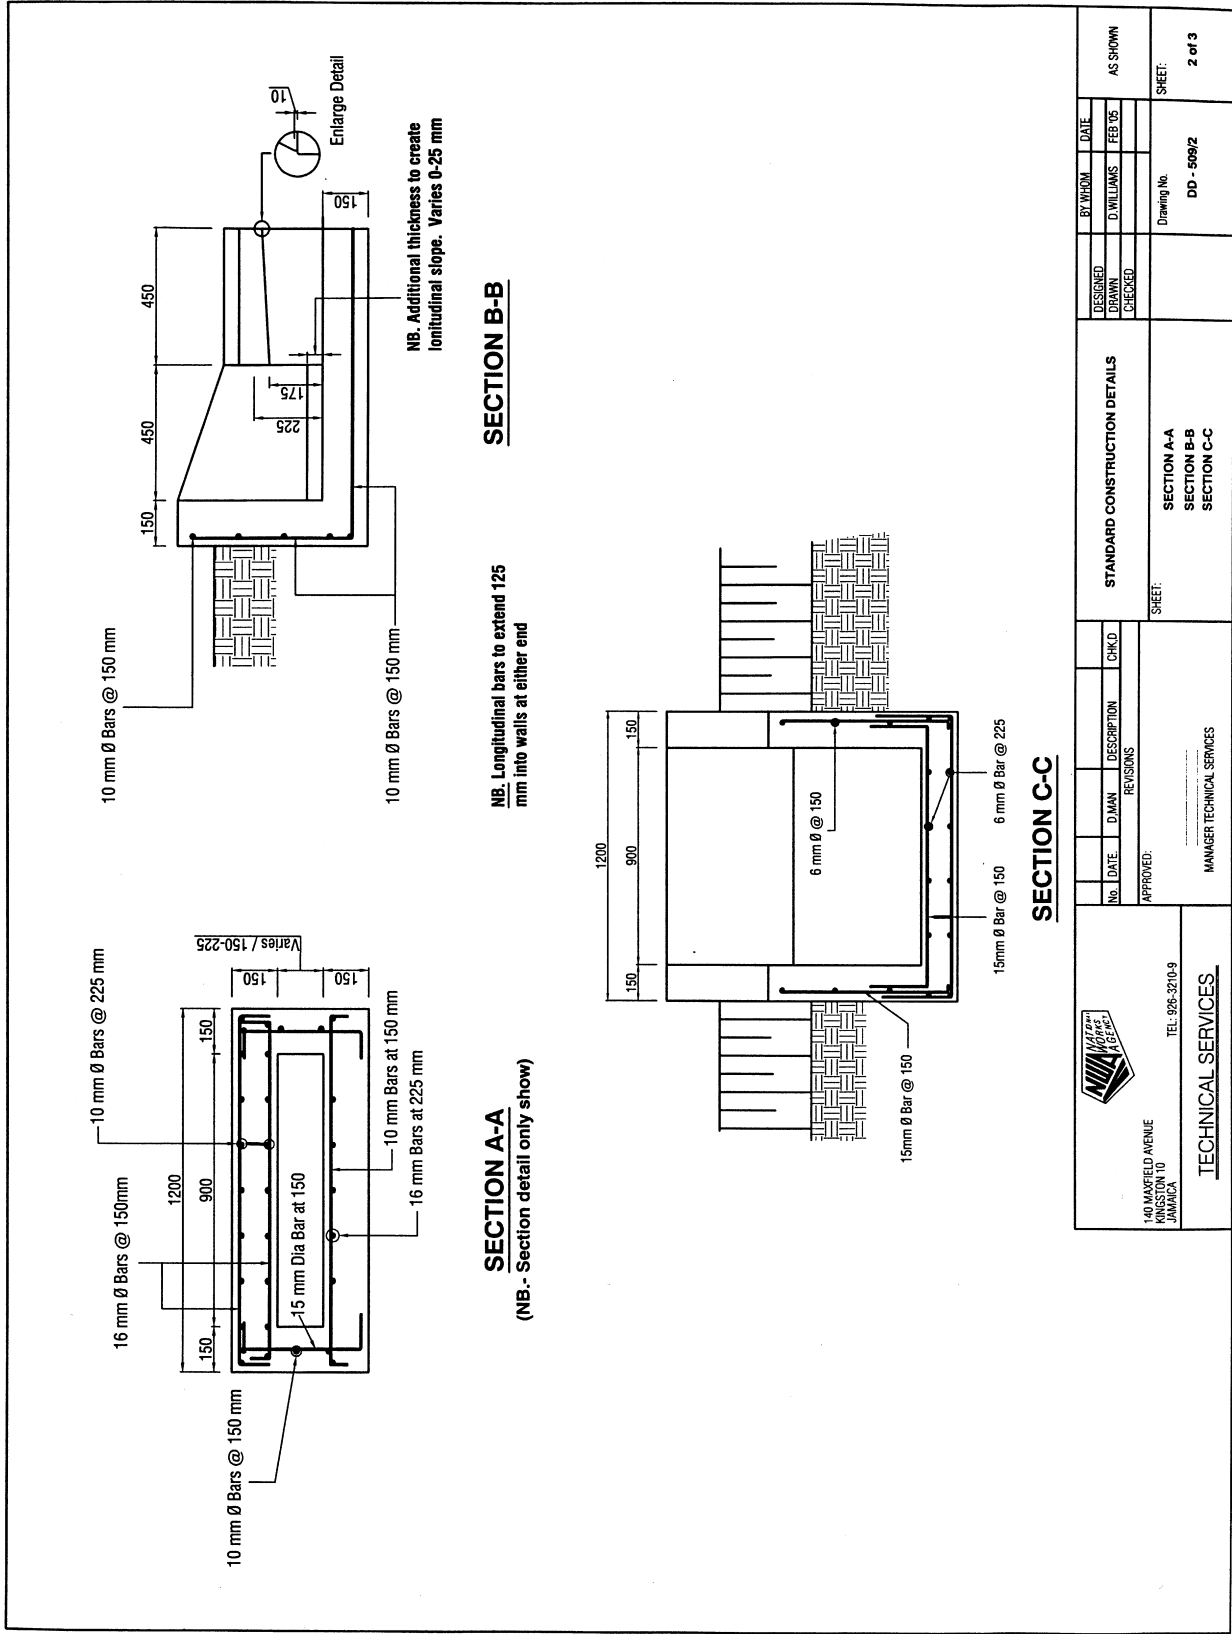 10 mm Ø Bars @ 150 mm
16 mm Ø Bars @ 150mm
10 mm Ø Bars @ 225 mm
1200
150
900
150
150
Varies / 150-225
150
15 mm Dia Bar at 150
10 mm Bars at 150 mm
16 mm Bars at 225 mm
SECTION A-A
(NB.- Section detail only show)
10 mm Ø Bars @ 150 mm
150
450
450
10
Enlarge Detail
225
175
150
10 mm Ø Bars @ 150 mm
NB. Additional thickness to create
lonitudinal slope. Varies 0-25 mm
SECTION B-B
NB. Longitudinal bars to extend 125
mm into walls at either end
1200
150
900
150
6 mm Ø @ 150
15mm Ø Bar @ 150
15mm Ø Bar @ 150
6 mm Ø Bar @ 225
SECTION C-C
NWA
NATIONAL
WORKS
AGENCY
140 MAXFIELD AVENUE
KINGSTON 10
JAMAICA
TEL: 926-3210-9
TECHNICAL SERVICES
No. DATE. D,MAN DESCRIPTION CHK,D
REVISIONS
APPROVED:
MANAGER TECHNICAL SERVICES
STANDARD CONSTRUCTION DETAILS
SHEET:
SECTION A-A
SECTION B-B
SECTION C-C
BY WHOM DATE
DESIGNED
DRAWN D.WILLIAMS FEB '05
CHECKED
AS SHOWN
Drawing No.
DD - 509/2
SHEET:
2 of 3